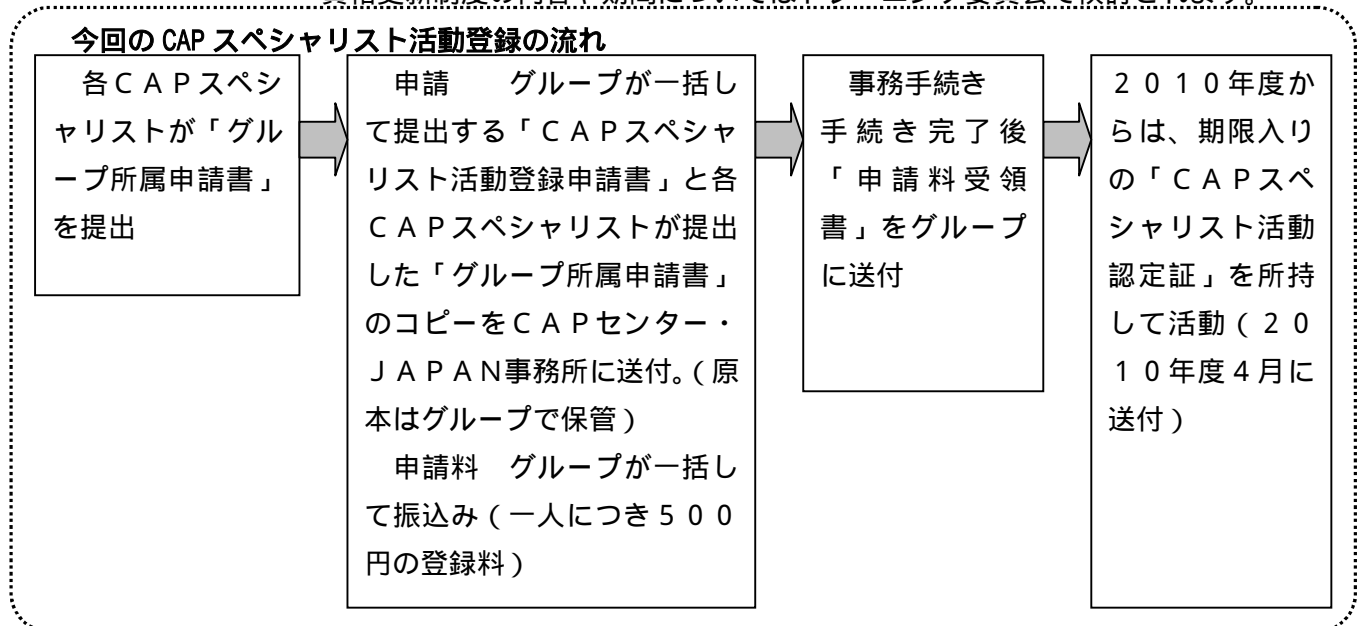 今回の CAP スペシャリスト活動登録の流れ
各ＣＡＰスペシ
ャリストが「グル
ープ所属申請書」
を提出
申請　　グループが一括し
て提出する「ＣＡＰスペシャ
リスト活動登録申請書」と各
ＣＡＰスペシャリストが提出
した「グループ所属申請書」
のコピーをＣＡＰセンター・
ＪＡＰＡＮ事務所に送付。（原
本はグループで保管）
申請料　グループが一括し
て振込み（一人につき５００
円の登録料）
事務手続き
手続き完了後
「申請料受領
書」をグループ
に送付
２０１０年度か
らは、期限入り
の「ＣＡＰスペ
シャリスト活動
認定証」を所持
して活動（２０
１０年度４月に
送付）